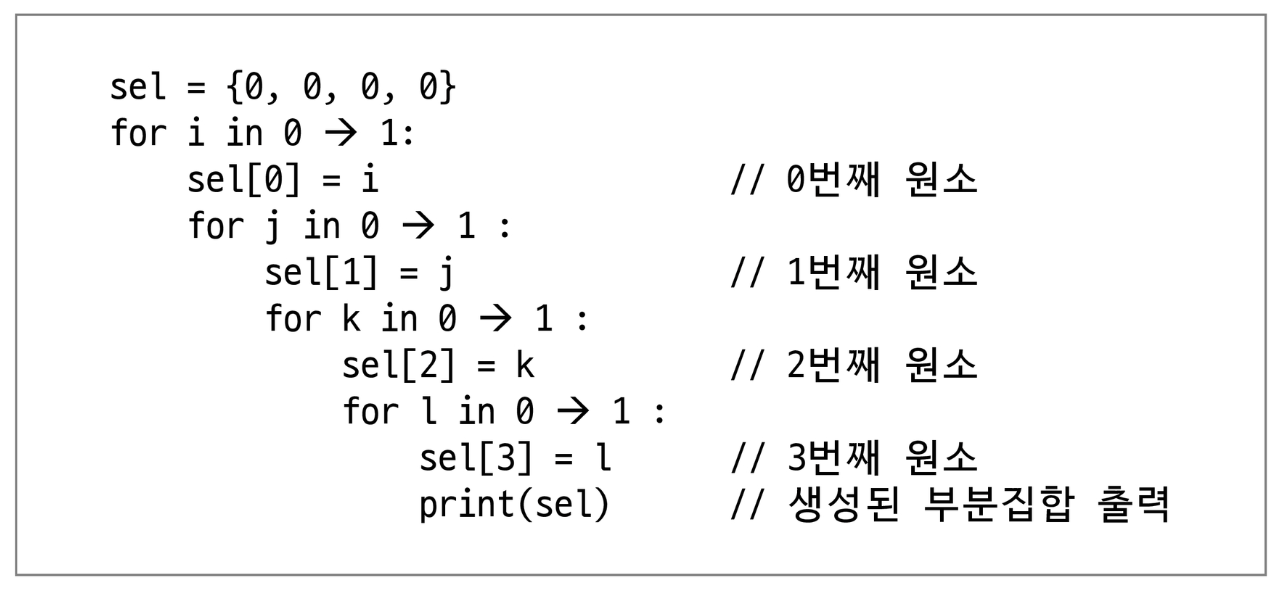 sel = {0, 0, 0, 0}
for i in 0 → 1:
    sel[0] = i                  // 0번째 원소
    for j in 0 → 1 :
        sel[1] = j              // 1번째 원소
        for k in 0 → 1 :
            sel[2] = k          // 2번째 원소
            for l in 0 → 1 :
                sel[3] = l      // 3번째 원소
                print(sel)      // 생성된 부분집합 출력